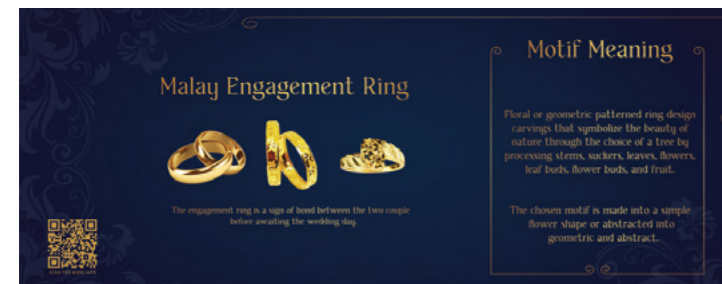 Malay Engagement Ring
The engagement ring is a sign of bond between the two couple
before awaiting the wedding day.
Motif Meaning
Floral or geometric patterned ring design
carvings that symbolize the beauty of
nature through the choice of a tree by
processing stems, suckers, leaves, flowers,
leaf buds, flower buds, and fruit.
The chosen motif is made into a simple
flower shape or abstracted into
geometric and abstract.